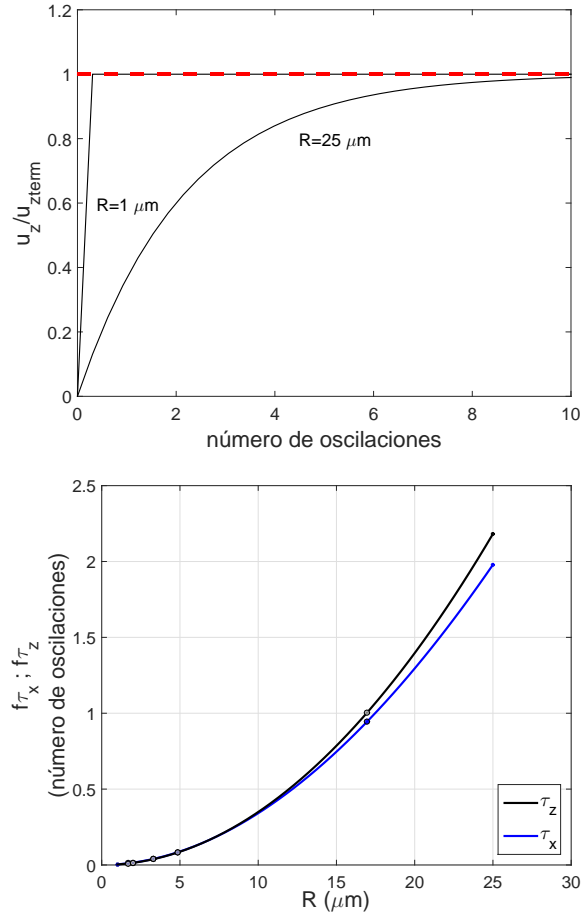 1.2
1
0.8
0.6
0.4
0.2
0
u_z/u_zterm
R=1 μm
R=25 μm
0 2 4 6 8 10
número de oscilaciones
2.5
2
1.5
1
0.5
0
fτ_x ; fτ_z
(número de oscilaciones)
τ_z
τ_x
0 5 10 15 20 25 30
R (μm)